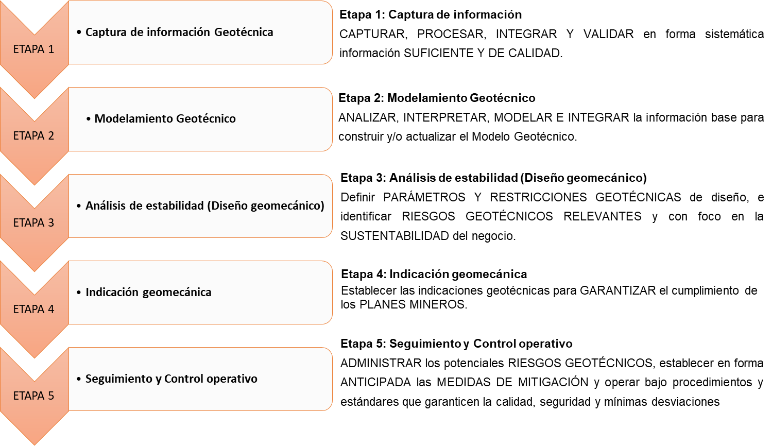 ETAPA 1
• Captura de información Geotécnica
Etapa 1: Captura de información
CAPTURAR, PROCESAR, INTEGRAR Y VALIDAR en forma sistemática
información SUFICIENTE Y DE CALIDAD.
ETAPA 2
• Modelamiento Geotécnico
Etapa 2: Modelamiento Geotécnico
ANALIZAR, INTERPRETAR, MODELAR E INTEGRAR la información base para
construir y/o actualizar el Modelo Geotécnico.
ETAPA 3
• Análisis de estabilidad (Diseño geomecánico)
Etapa 3: Análisis de estabilidad (Diseño geomecánico)
Definir PARÁMETROS Y RESTRICCIONES GEOTÉCNICAS de diseño, e
identificar RIESGOS GEOTÉCNICOS RELEVANTES y con foco en la
SUSTENTABILIDAD del negocio.
ETAPA 4
• Indicación geomecánica
Etapa 4: Indicación geomecánica
Establecer las indicaciones geotécnicas para GARANTIZAR el cumplimiento de
los PLANES MINEROS.
ETAPA 5
• Seguimiento y Control operativo
Etapa 5: Seguimiento y Control operativo
ADMINISTRAR los potenciales RIESGOS GEOTÉCNICOS, establecer en forma
ANTICIPADA las MEDIDAS DE MITIGACIÓN y operar bajo procedimientos y
estándares que garanticen la calidad, seguridad y mínimas desviaciones